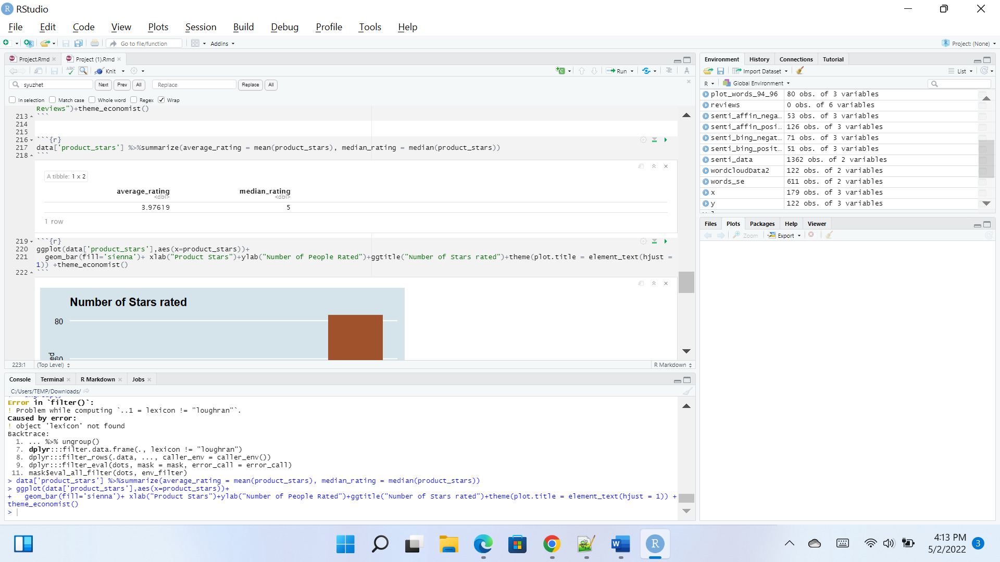 RStudio
File Edit Code View Plots Session Build Debug Profile Tools Help
Go to file/function Addins Project: (None)
Project.Rmd Project (1).Rmd
ABC Knit Run
syuzhet Next Prev All Replace Replace All
In selection Match case Whole word Regex Wrap
Reviews")+theme_economist()
213 ```
214
215
216 ```{r}
217 data['product_stars'] %>%summarize(average_rating = mean(product_stars), median_rating = median(product_stars))
218 ```
A tibble: 1 x 2
average_rating median_rating
<dbl> <dbl>
3.97619 5
1 row
219 ```{r}
220 ggplot(data['product_stars'],aes(x=product_stars))+
221 geom_bar(fill='sienna')+ xlab("Product Stars")+ylab("Number of People Rated")+ggtitle("Number of Stars rated")+theme(plot.title = element_text(hjust =
1)) +theme_economist()
222 ```
Number of Stars rated
80
60
ed
223:1 (Top Level) R Markdown
Console Terminal R Markdown Jobs
C:/Users/TEMP/Downloads/
+ ungroup()
Error in `filter()`:
! Problem while computing `..1 = lexicon != "loughran"`.
Caused by error:
! object 'lexicon' not found
Backtrace:
1. ... %>% ungroup()
7. dplyr:::filter.data.frame(., lexicon != "loughran")
8. dplyr:::filter_rows(.data, ..., caller_env = caller_env())
9. dplyr:::filter_eval(dots, mask = mask, error_call = error_call)
11. mask$eval_all_filter(dots, env_filter)
> data['product_stars'] %>%summarize(average_rating = mean(product_stars), median_rating = median(product_stars))
> ggplot(data['product_stars'],aes(x=product_stars))+
+ geom_bar(fill='sienna')+ xlab("Product Stars")+ylab("Number of People Rated")+ggtitle("Number of Stars rated")+theme(plot.title = element_text(hjust = 1)) +
theme_economist()
>
Environment History Connections Tutorial
Import Dataset List
R Global Environment
plot_words_94_96 80 obs. of 3 variables
reviews 0 obs. of 6 variables
senti_affin_nega… 53 obs. of 3 variables
senti_affin_posi… 126 obs. of 3 variables
senti_bing_negat… 71 obs. of 3 variables
senti_bing_posit… 51 obs. of 3 variables
senti_data 1362 obs. of 2 variables
wordcloudData2 122 obs. of 2 variables
words_se 611 obs. of 2 variables
x 179 obs. of 3 variables
y 122 obs. of 3 variables
Files Plots Packages Help Viewer
Zoom Export
4:13 PM
5/2/2022
3